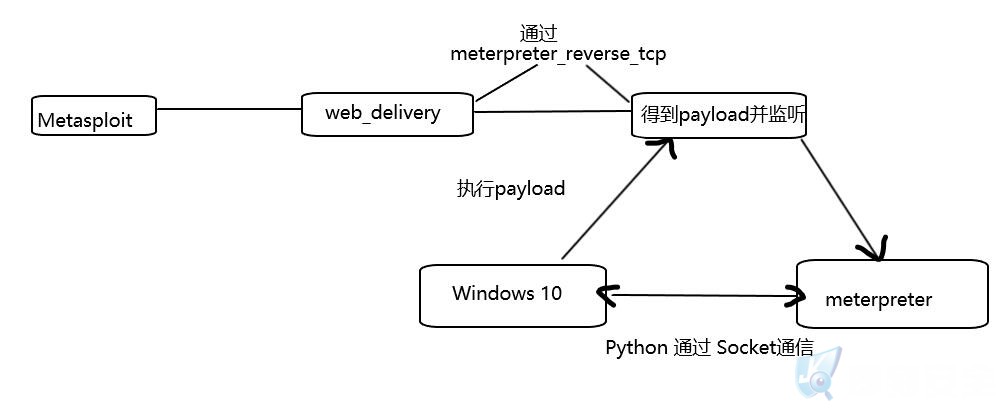 通过
meterpreter_reverse_tcp
Metasploit
web_delivery
得到payload并监听
执行payload
Windows 10
meterpreter
Python 通过 Socket通信